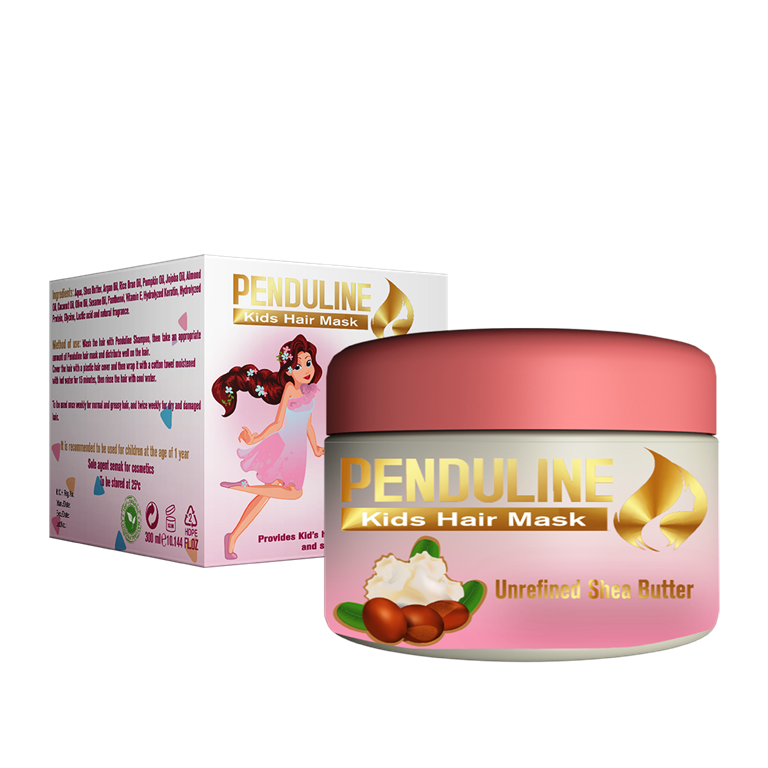 Ingredients: Aqua, Shea Butter, Argan Oil, Rice Bran Oil, Pumpkin Oil, Jojoba Oil, Almond
Oil, Coconut Oil, Olive Oil, Sesame Oil, Panthenol, Vitamin E, Hydrolyzed Keratin, Hydrolyzed
Protein, Glycine, Lactic acid and natural fragrance.
Method of use: Wash the hair with Penduline Shampoo, then take an appropriate
amount of Penduline hair mask and distribute well on the hair.
Cover the hair with a plastic hair cover and then wrap it with a cotton towel moistened
with hot water for 15 minutes, then rinse the hair with cool water.
To be used once weekly for normal and greasy hair, and twice weekly for dry and damaged
hair.
It is recommended to be used for children at the age of 1 year
Sole agent semak for cosmetics
To be stored at 25ºc
300 ml e 10.144 FL.OZ
12M
2
HDPE
PENDULINE
Kids Hair Mask
Provides Kid's
and
PENDULINE
Kids Hair Mask
Unrefined Shea Butter